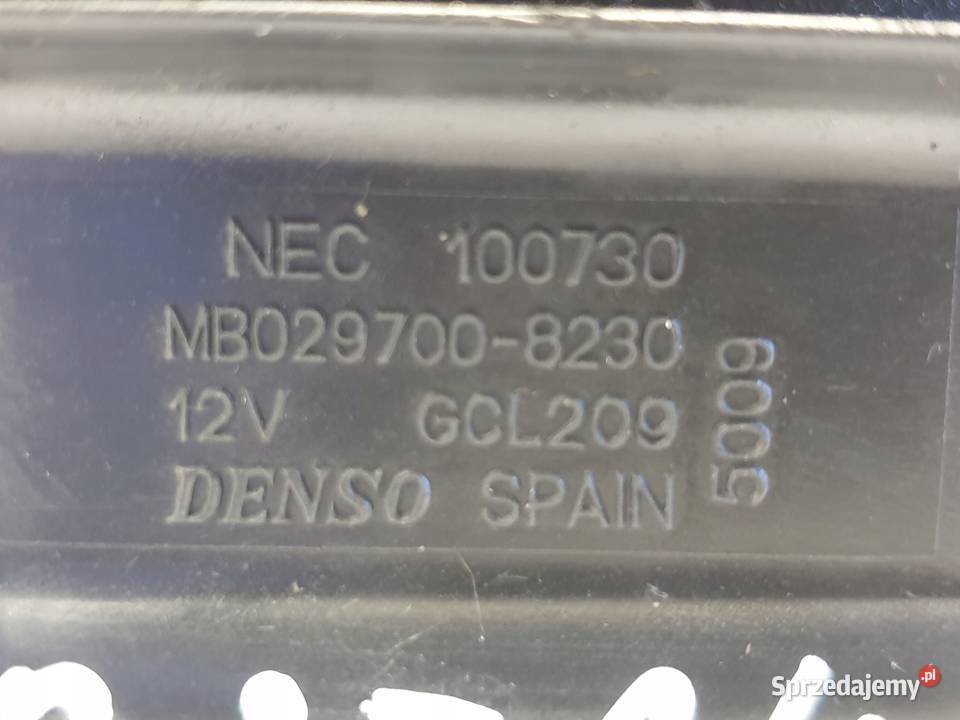 NEC 100730
MB029700-8230
12V GCL209
DENSO SPAIN
5009
Sprzedajemy.pl